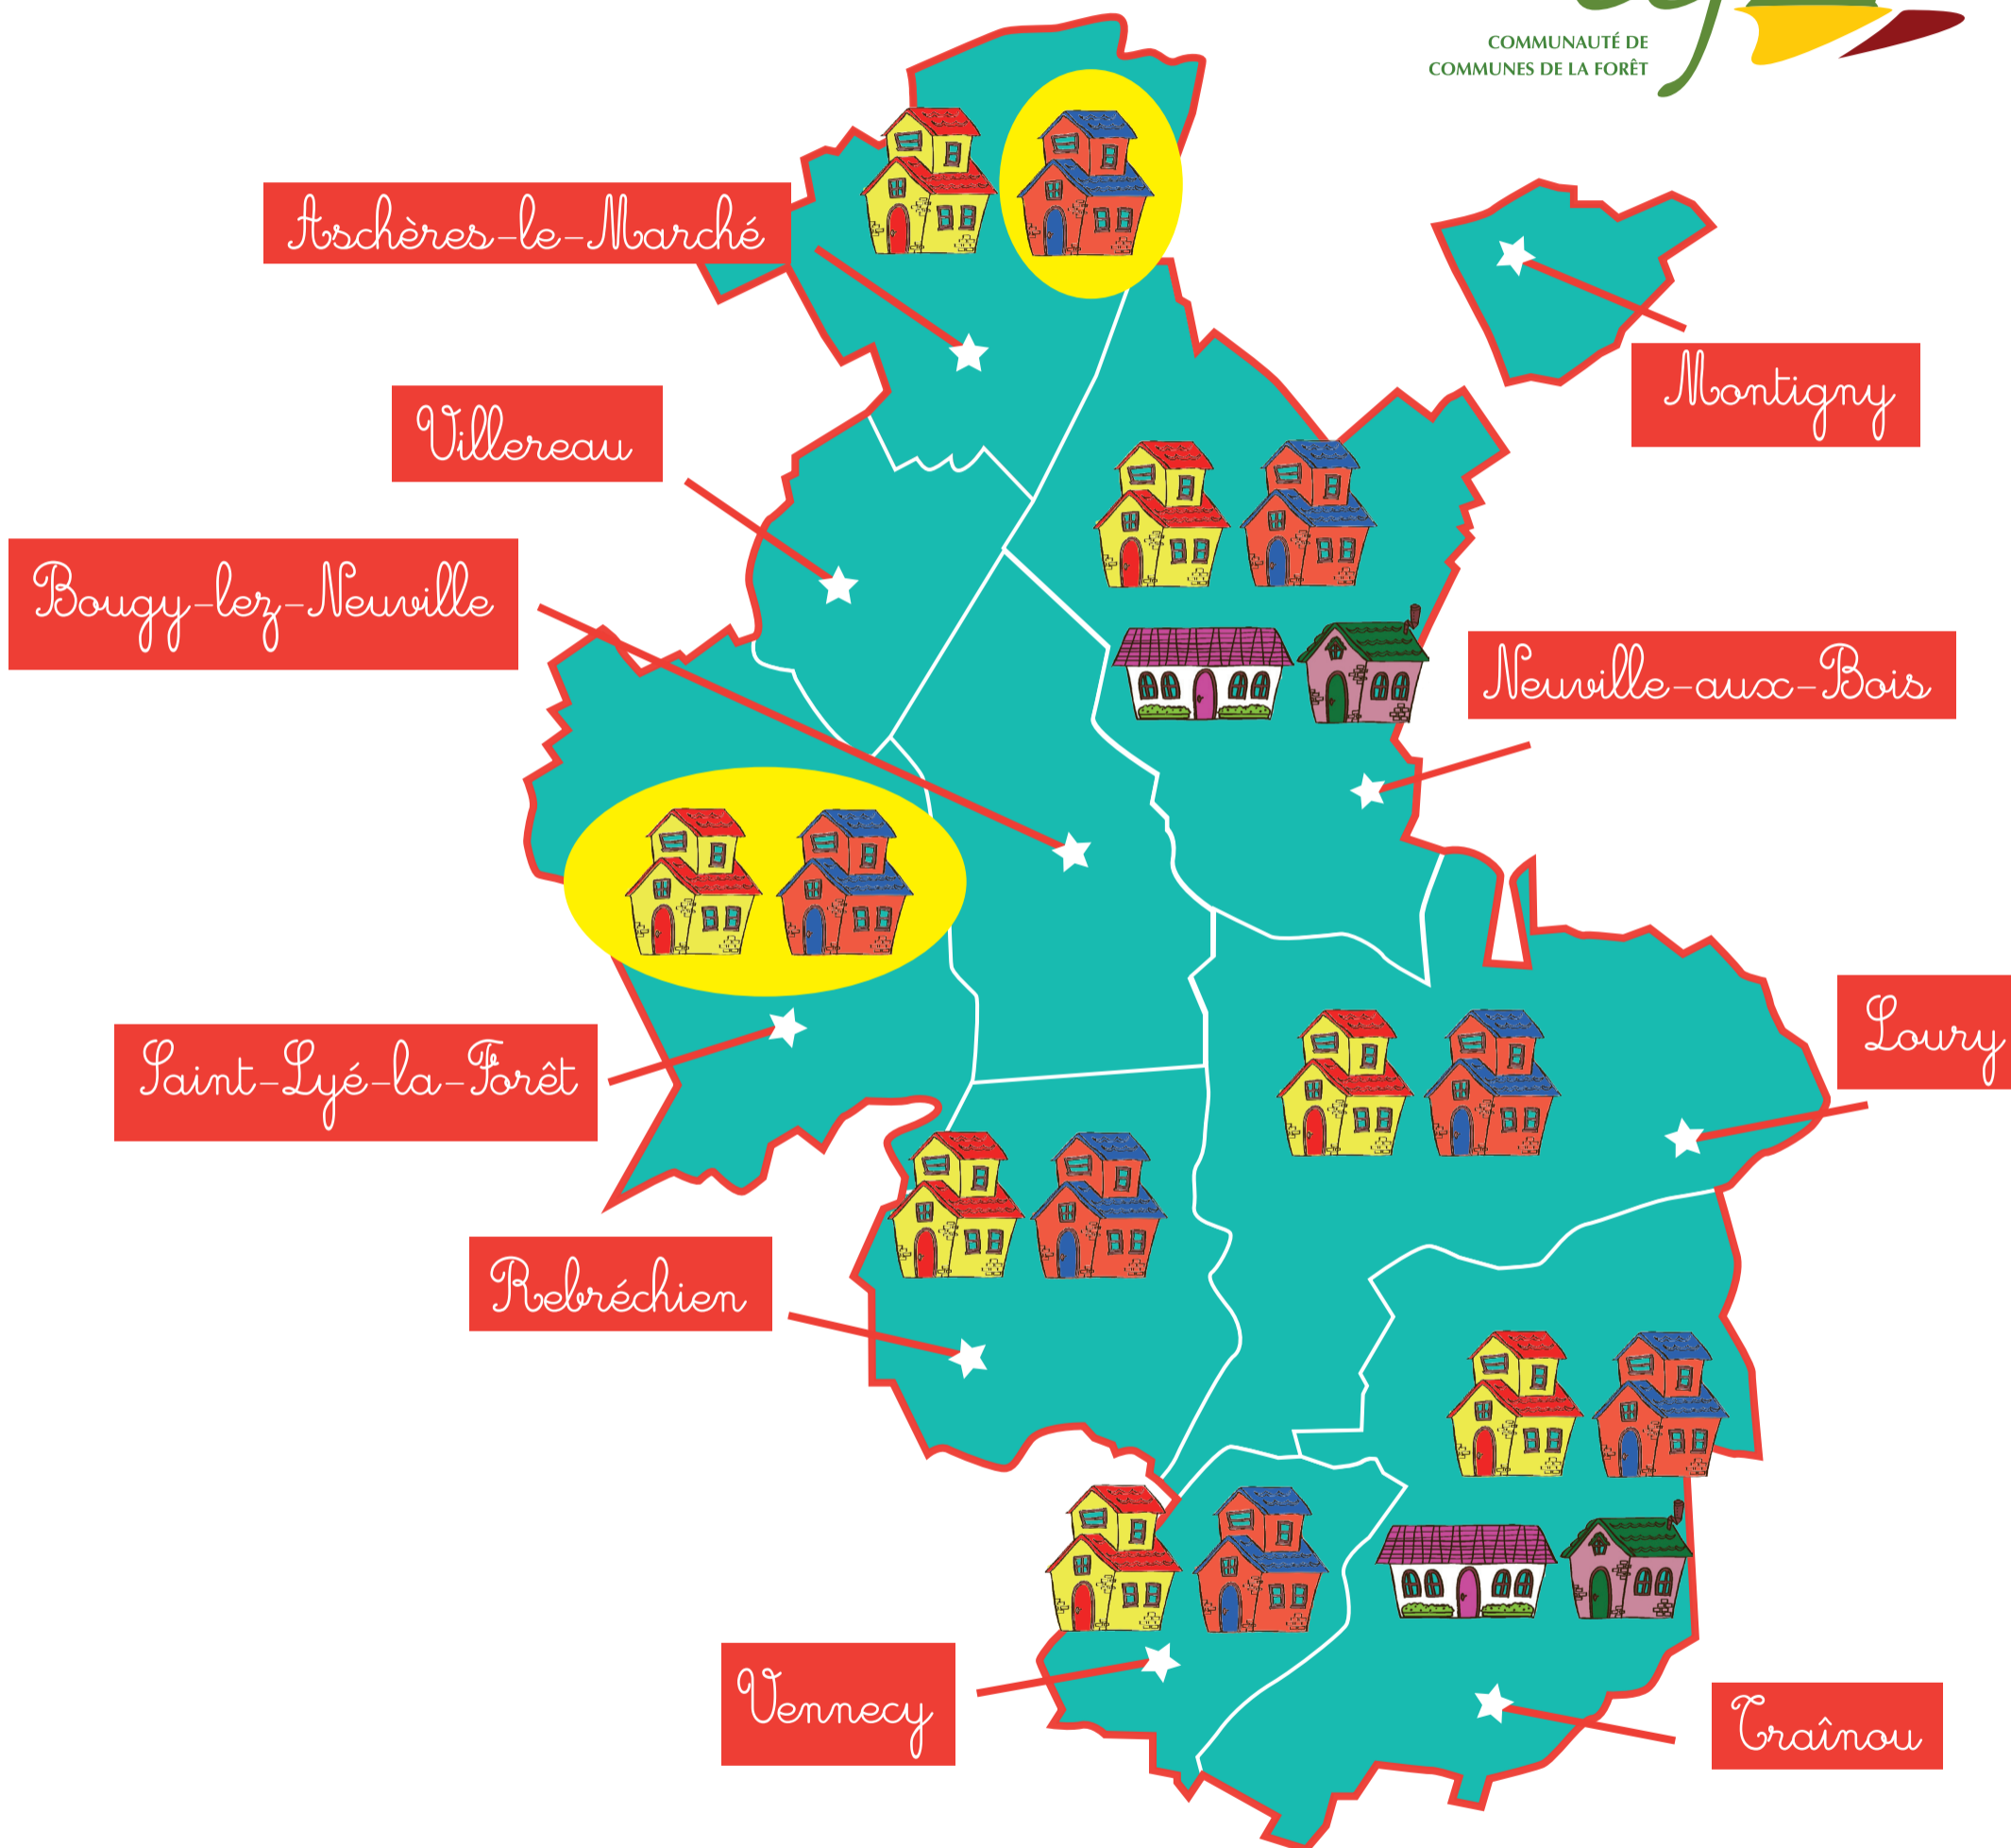 COMMUNAUTÉ DE
COMMUNES DE LA FORÊT
Aschères-le-Marché
Montigny
Villereau
Bougy-lez-Neuville
Neuville-aux-Bois
Loury
Saint-Lyé-la-Forêt
Rebréchien
Vennecy
Traînou